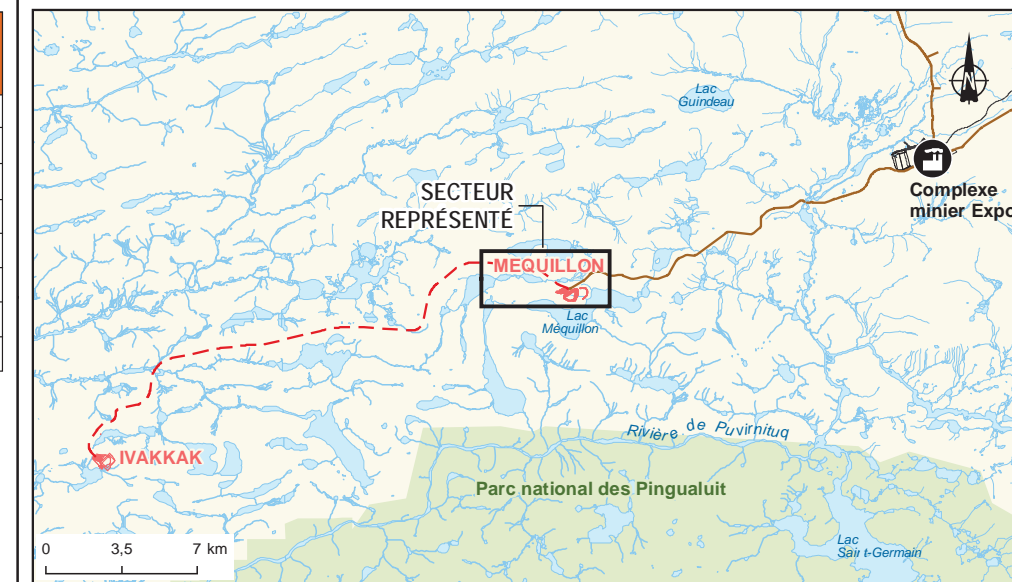 Lac
Guindeau
Complexe
minier Expo
SECTEUR
REPRÉSENTÉ
MEQUILLON
Lac
Méquillon
Rivière de Puvirnituq
IVAKKAK
Parc national des Pingualuit
Lac
Sai t-Germain
0 3,5 7 km